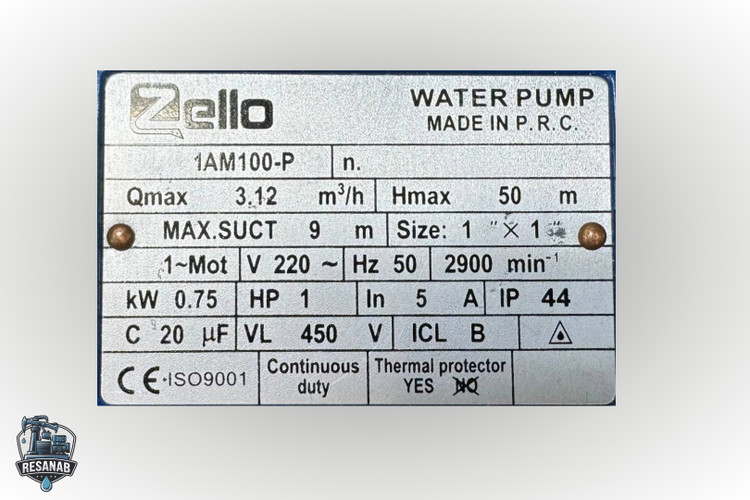 Zello
WATER PUMP
MADE IN P.R.C.
1AM100-P n.
Qmax 3.12 m³/h Hmax 50 m
MAX.SUCT 9 m Size: 1 "×1"
1~Mot V 220 ~ Hz 50 2900 min⁻¹
kW 0.75 HP 1 In 5 A IP 44
C 20 µF VL 450 V ICL B
CE·ISO9001 Continuous duty Thermal protector
YES NO
RESANAB